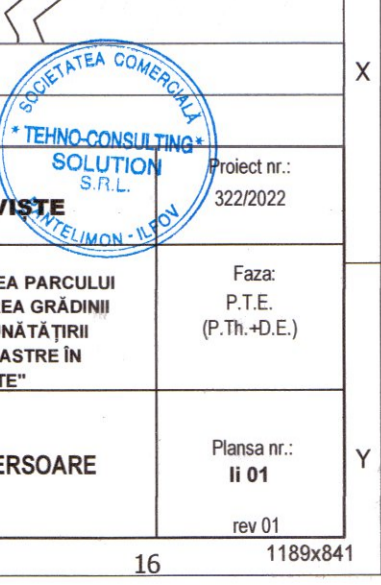 X
SOCIETATEA COMERCIALĂ
* TEHNO-CONSULTING *
SOLUTION
S.R.L.
PANTELIMON - ILFOV
VIȘTE
Proiect nr.:
322/2022
EA PARCULUI
EA GRĂDINII
UNĂTĂȚIRII
ASTRE ÎN
TE"
Faza:
P.T.E.
(P.Th.+D.E.)
ERSOARE
Plansa nr.:
Ii 01
rev 01
Y
16
1189x841